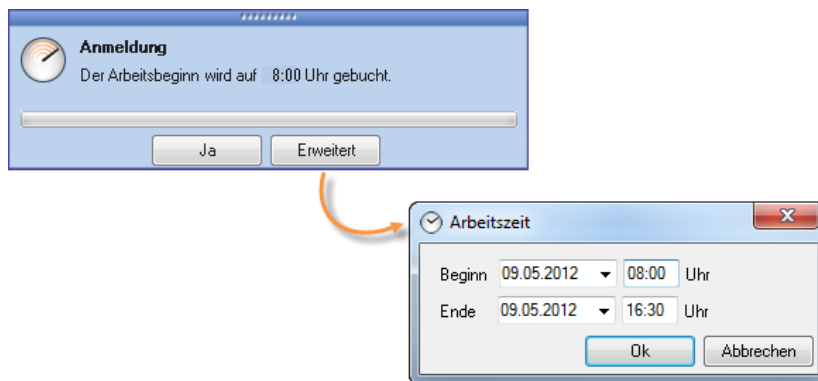 Anmeldung
Der Arbeitsbeginn wird auf 8:00 Uhr gebucht.
Ja Erweitert
Arbeitszeit
Beginn 09.05.2012 08:00 Uhr
Ende 09.05.2012 16:30 Uhr
Ok Abbrechen